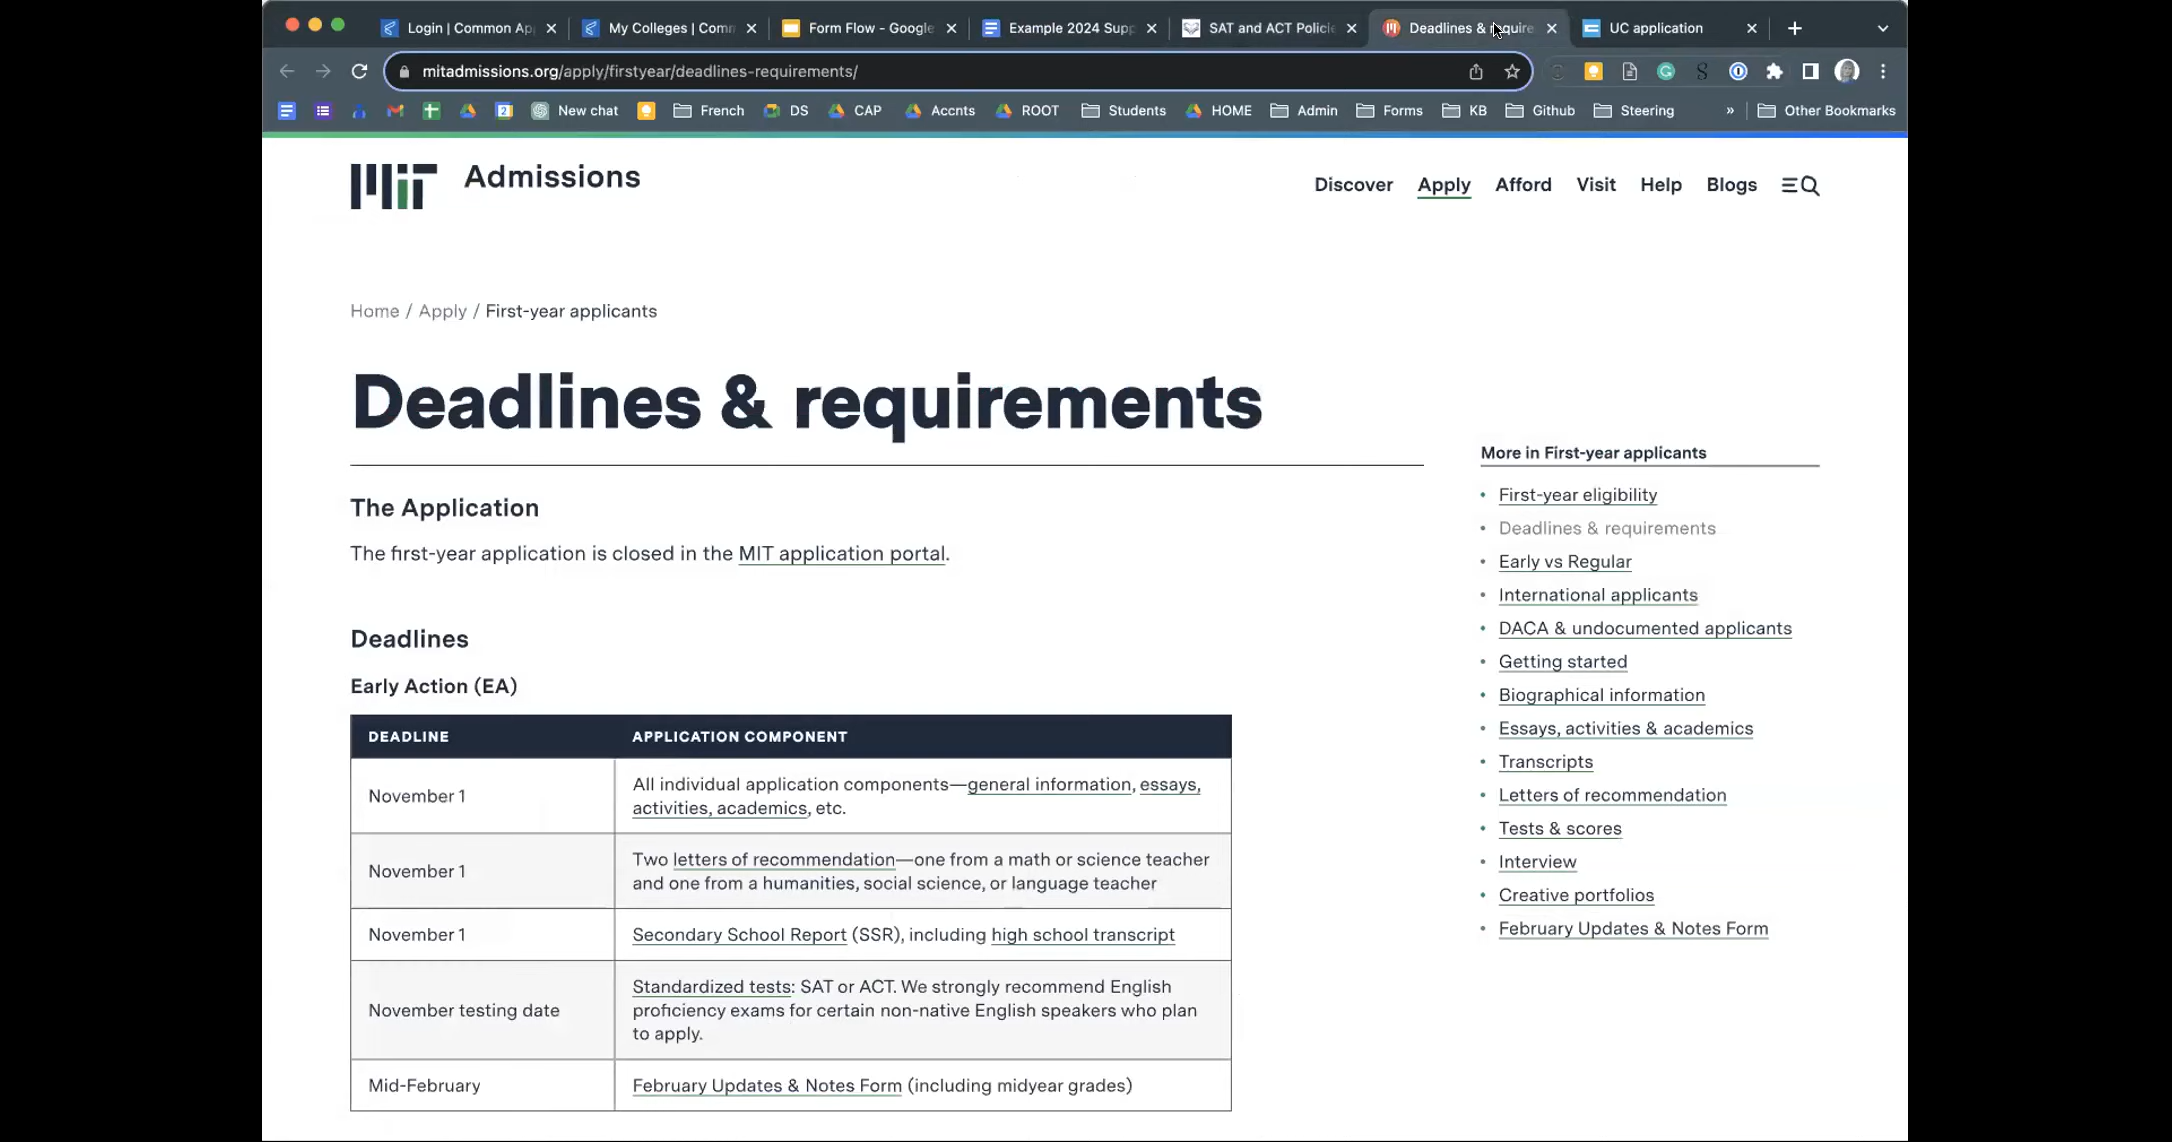 Login | Common Ap
My Colleges | Comm
Form Flow - Google
Example 2024 Supp
SAT and ACT Policie
Deadlines & require
UC application
mitadmissions.org/apply/firstyear/deadlines-requirements/
New chat
French
DS
CAP
Accnts
ROOT
Students
HOME
Admin
Forms
KB
Github
Steering
»
Other Bookmarks
MIT Admissions
Discover
Apply
Afford
Visit
Help
Blogs
Home / Apply / First-year applicants
Deadlines & requirements
The Application
The first-year application is closed in the MIT application portal.
Deadlines
Early Action (EA)
DEADLINE
APPLICATION COMPONENT
November 1
All individual application components—general information, essays,
activities, academics, etc.
November 1
Two letters of recommendation—one from a math or science teacher
and one from a humanities, social science, or language teacher
November 1
Secondary School Report (SSR), including high school transcript
November testing date
Standardized tests: SAT or ACT. We strongly recommend English
proficiency exams for certain non-native English speakers who plan
to apply.
Mid-February
February Updates & Notes Form (including midyear grades)
More in First-year applicants
• First-year eligibility
• Deadlines & requirements
• Early vs Regular
• International applicants
• DACA & undocumented applicants
• Getting started
• Biographical information
• Essays, activities & academics
• Transcripts
• Letters of recommendation
• Tests & scores
• Interview
• Creative portfolios
• February Updates & Notes Form